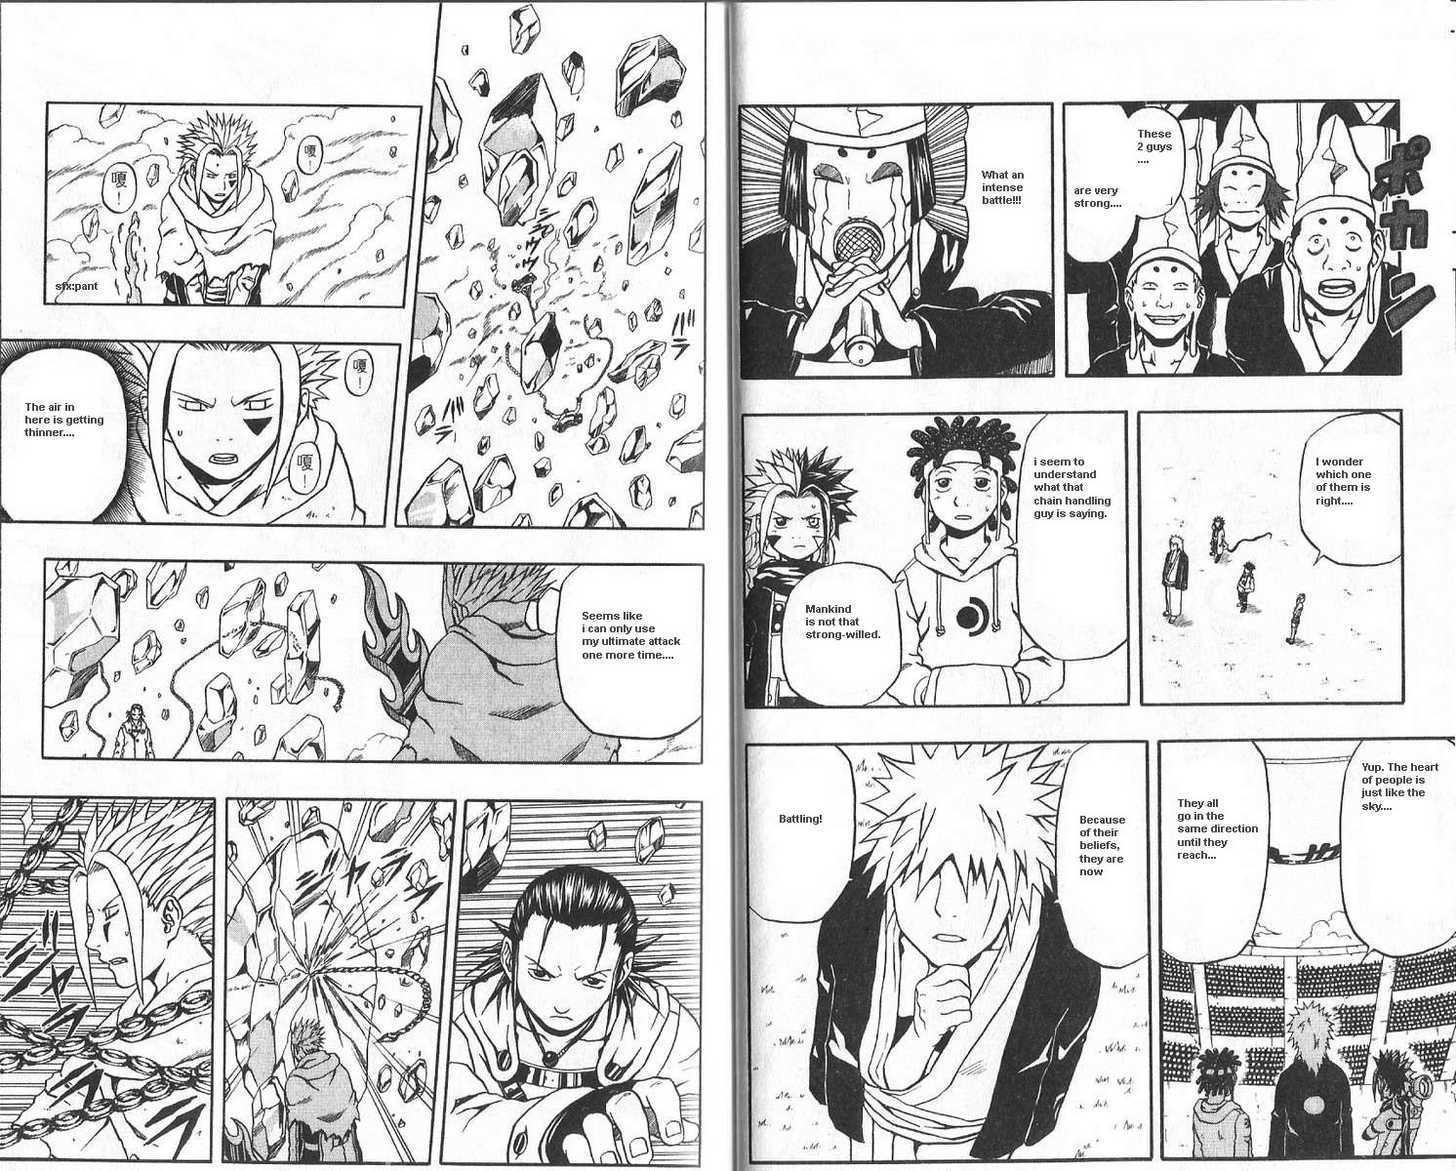 These
2 guys
....
are very
strong....
ポカーン
What an
intense
battle!!!
I wonder
which one
of them is
right....
i seem to
understand
what that
chain handling
guy is saying.
Mankind
is not that
strong-willed.
Yup. The heart
of people is
just like the
sky....
They all
go in the
same direction
until they
reach...
Because
of their
beliefs,
they are
now
Battling!
嗄
嗄
sfx:pant
嗄
The air in
here is getting
thinner....
嗄
Seems like
i can only use
my ultimate attack
one more time....